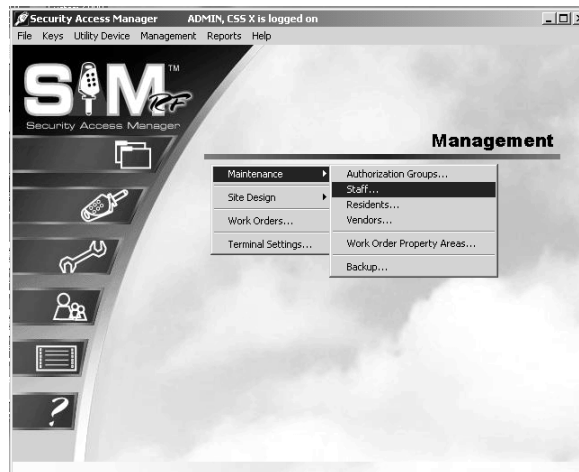 Security Access Manager ADMIN, CSS X is logged on
File Keys Utility Device Management Reports Help
SAM TM
RF
Security Access Manager
Management
Maintenance
Site Design
Work Orders...
Terminal Settings...
Authorization Groups...
Staff...
Residents...
Vendors...
Work Order Property Areas...
Backup...
?